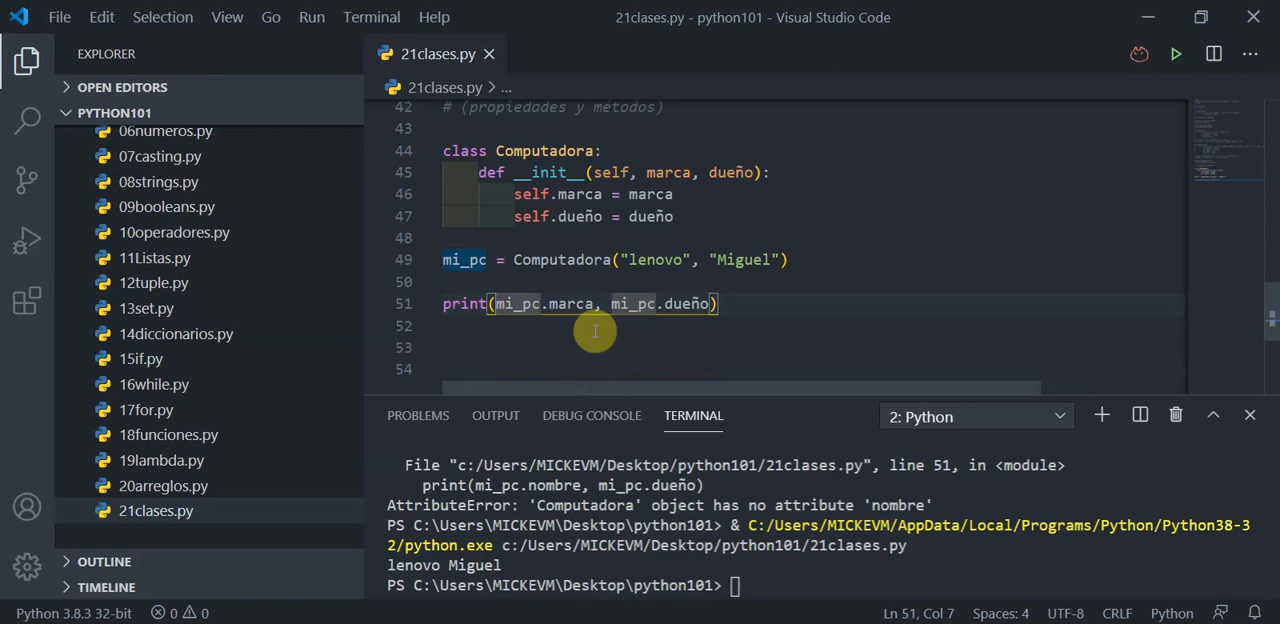 File Edit Selection View Go Run Terminal Help 21clases.py - python101 - Visual Studio Code
EXPLORER
OPEN EDITORS
PYTHON101
06numeros.py
07casting.py
08strings.py
09booleans.py
10operadores.py
11Listas.py
12tuple.py
13set.py
14diccionarios.py
15if.py
16while.py
17for.py
18funciones.py
19lambda.py
20arreglos.py
21clases.py
OUTLINE
TIMELINE
21clases.py
21clases.py > ...
42 # (propiedades y métodos)
43
44 class Computadora:
45 def __init__(self, marca, dueño):
46 self.marca = marca
47 self.dueño = dueño
48
49 mi_pc = Computadora("lenovo", "Miguel")
50
51 print(mi_pc.marca, mi_pc.dueño)
52
53
54
PROBLEMS OUTPUT DEBUG CONSOLE TERMINAL 2: Python
File "c:/Users/MICKEVM/Desktop/python101/21clases.py", line 51, in <module>
print(mi_pc.nombre, mi_pc.dueño)
AttributeError: 'Computadora' object has no attribute 'nombre'
PS C:\Users\MICKEVM\Desktop\python101> & C:/Users/MICKEVM/AppData/Local/Programs/Python/Python38-3
2/python.exe c:/Users/MICKEVM/Desktop/python101/21clases.py
lenovo Miguel
PS C:\Users\MICKEVM\Desktop\python101>
Python 3.8.3 32-bit 0 0 Ln 51, Col 7 Spaces: 4 UTF-8 CRLF Python